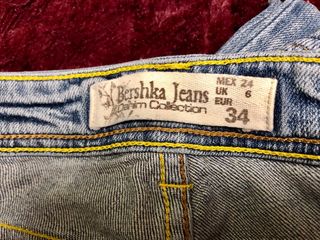 Bershka Jeans
Denim Collection
MEX 24
UK 6
EUR 34